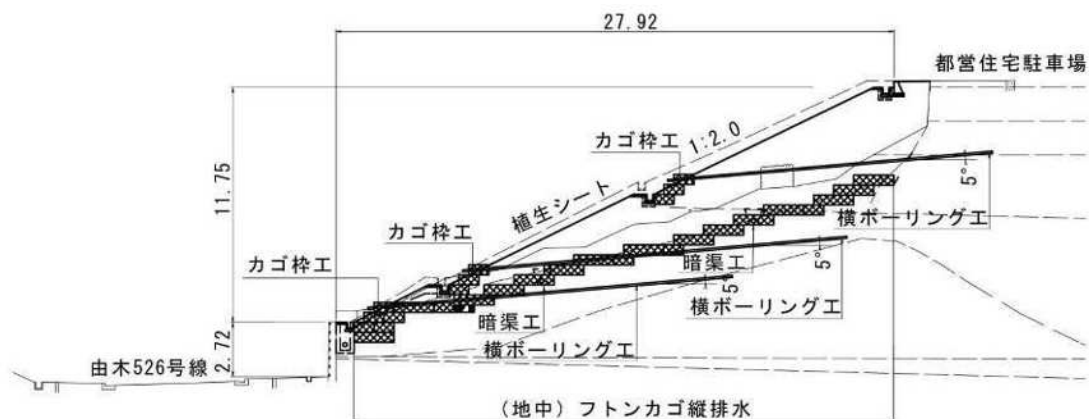 27.92
都営住宅駐車場
カゴ枠工
1:2.0
11.75
植生シート
5°
横ボーリング工
カゴ枠工
カゴ枠工
暗渠工
5°
5°
横ボーリング工
暗渠工
2.72
横ボーリング工
由木526号線
（地中）フトンカゴ縦排水